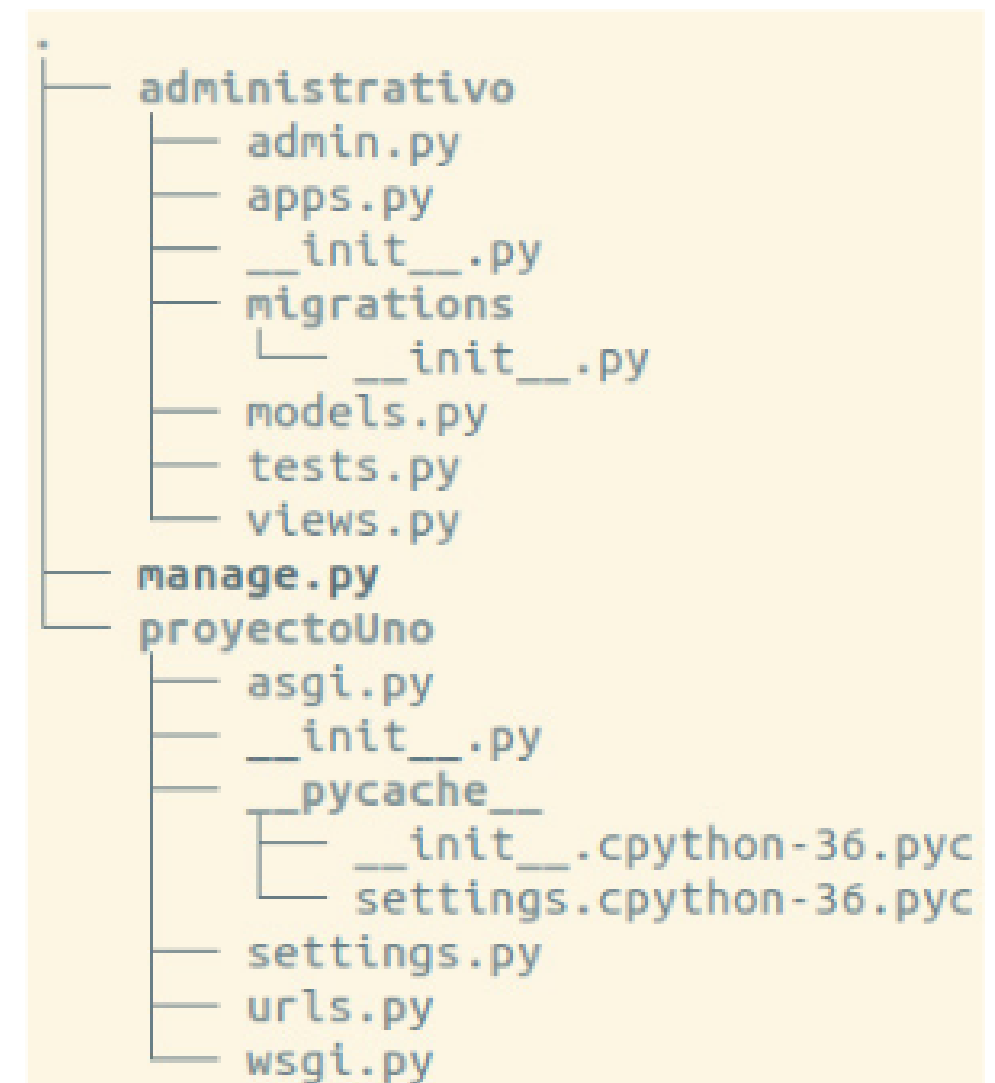 .
administrativo
admin.py
apps.py
__init__.py
migrations
__init__.py
models.py
tests.py
views.py
manage.py
proyectoUno
asgi.py
__init__.py
__pycache__
__init__.cpython-36.pyc
settings.cpython-36.pyc
settings.py
urls.py
wsgi.py